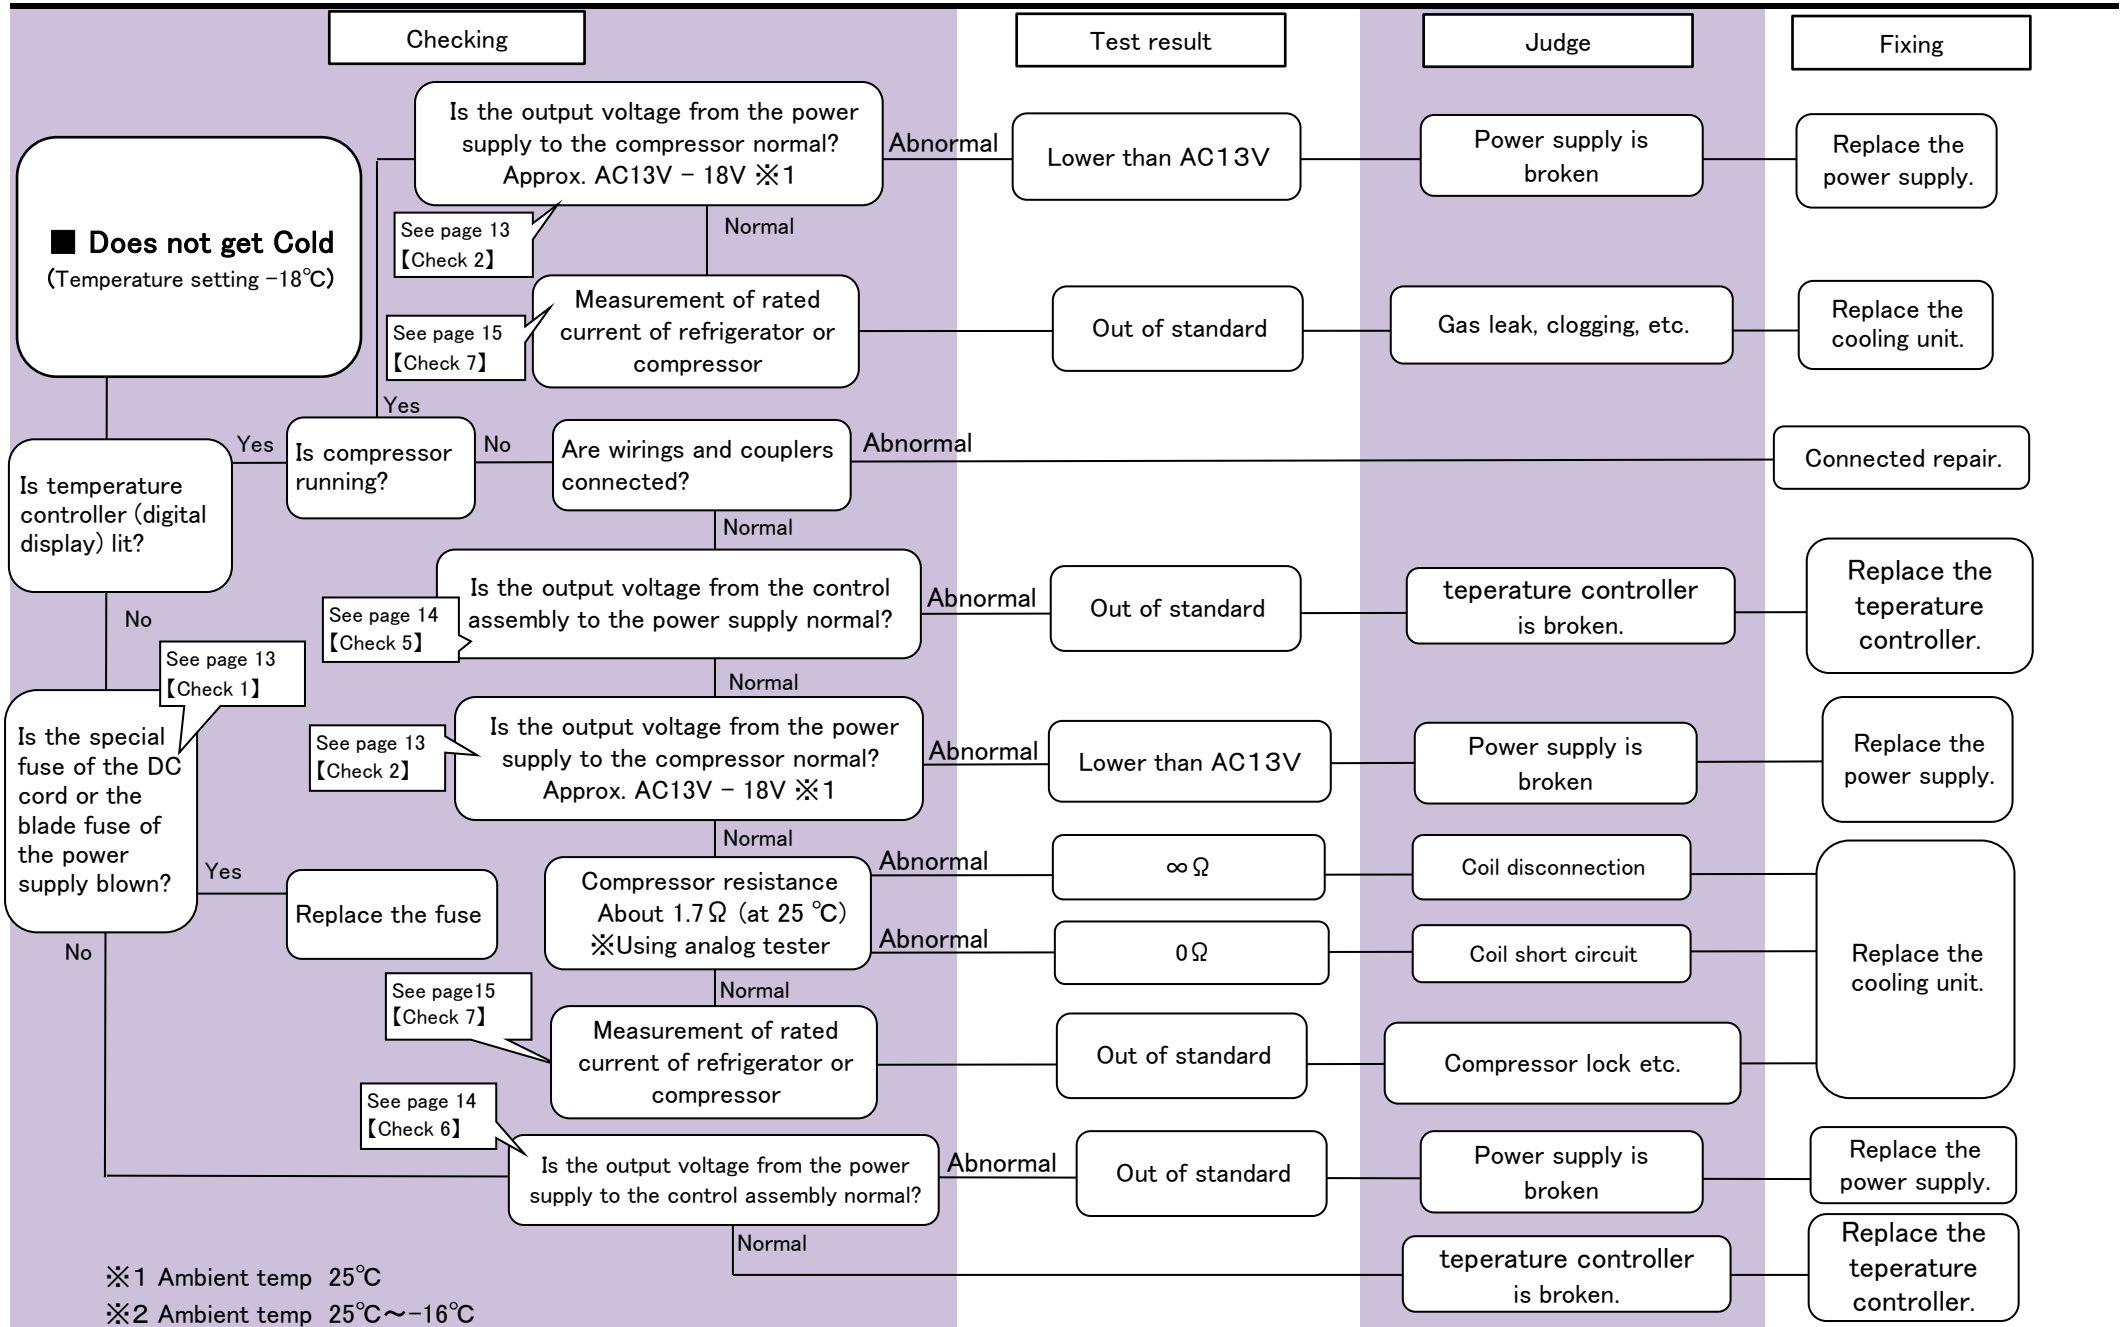 Checking
Test result
Judge
Fixing
Is the output voltage from the power
supply to the compressor normal?
Approx. AC13V - 18V ※1
Abnormal
Lower than AC13V
Power supply is
broken
Replace the
power supply.
■ Does not get Cold
(Temperature setting -18℃)
See page 13
【Check 2】
Normal
See page 15
【Check 7】
Measurement of rated
current of refrigerator or
compressor
Out of standard
Gas leak, clogging, etc.
Replace the
cooling unit.
Yes
Is temperature
controller (digital
display) lit?
Yes
Is compressor
running?
No
Are wirings and couplers
connected?
Abnormal
Connected repair.
Normal
See page 14
【Check 5】
Is the output voltage from the control
assembly to the power supply normal?
Abnormal
Out of standard
teperature controller
is broken.
Replace the
teperature
controller.
No
See page 13
【Check 1】
Normal
Is the special
fuse of the DC
cord or the
blade fuse of
the power
supply blown?
See page 13
【Check 2】
Is the output voltage from the power
supply to the compressor normal?
Approx. AC13V - 18V ※1
Abnormal
Lower than AC13V
Power supply is
broken
Replace the
power supply.
Normal
Yes
Replace the fuse
Compressor resistance
About 1.7Ω (at 25 ℃)
※Using analog tester
Abnormal
∞Ω
Coil disconnection
Abnormal
0Ω
Coil short circuit
Replace the
cooling unit.
No
Normal
See page15
【Check 7】
Measurement of rated
current of refrigerator or
compressor
Out of standard
Compressor lock etc.
See page 14
【Check 6】
Is the output voltage from the power
supply to the control assembly normal?
Abnormal
Out of standard
Power supply is
broken
Replace the
power supply.
Normal
teperature controller
is broken.
Replace the
teperature
controller.
※1 Ambient temp 25℃
※2 Ambient temp 25℃～-16℃